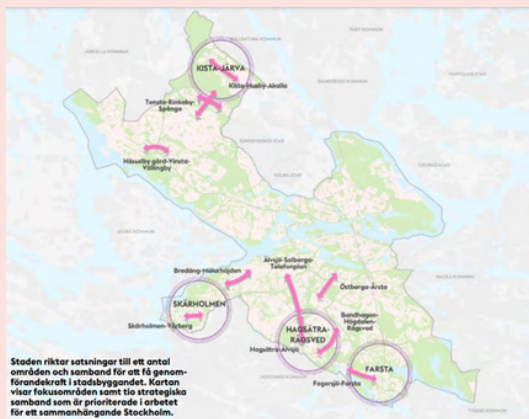 KISTA-JÄRVA
Kista-Husby-Akalla
Tensta-Rinkeby-
Spånga
Hässelby gård-Vinsta-
Vällingby
Älvsjö-Solberga-
Telefonplan
Bredäng-Mälarhöjden
Östberga-Årsta
SKÄRHOLMEN
Bandhagen-
Högdalen-
Rågsved
Skärholmen-Vårberg
HAGSÄTRA-
RÅGSVED
Hagsätra-Älvsjö
FARSTA
Fagersjö-Farsta
Staden riktar satsningar till ett antal
områden och samband för att få genom-
förandekraft i stadsbyggandet. Kartan
visar fokusområden samt tio strategiska
samband som är prioriterade i arbetet
för ett sammanhängande Stockholm.